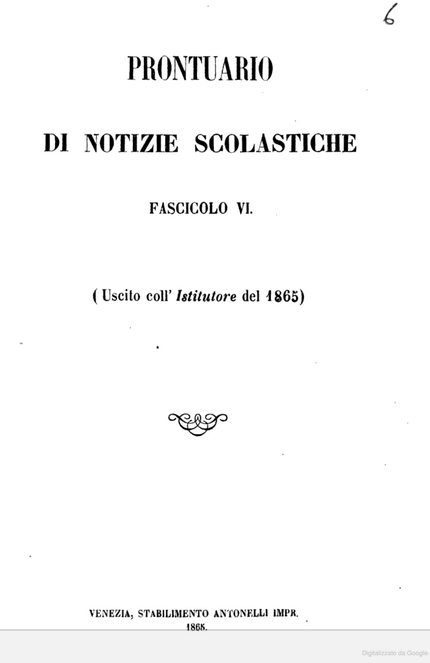 6
PRONTUARIO
DI NOTIZIE SCOLASTICHE
FASCICOLO VI.
( Uscito coll' Istitutore del 1865)
VENEZIA, STABILIMENTO ANTONELLI IMPR.
1865.
Digitalizzato da Google